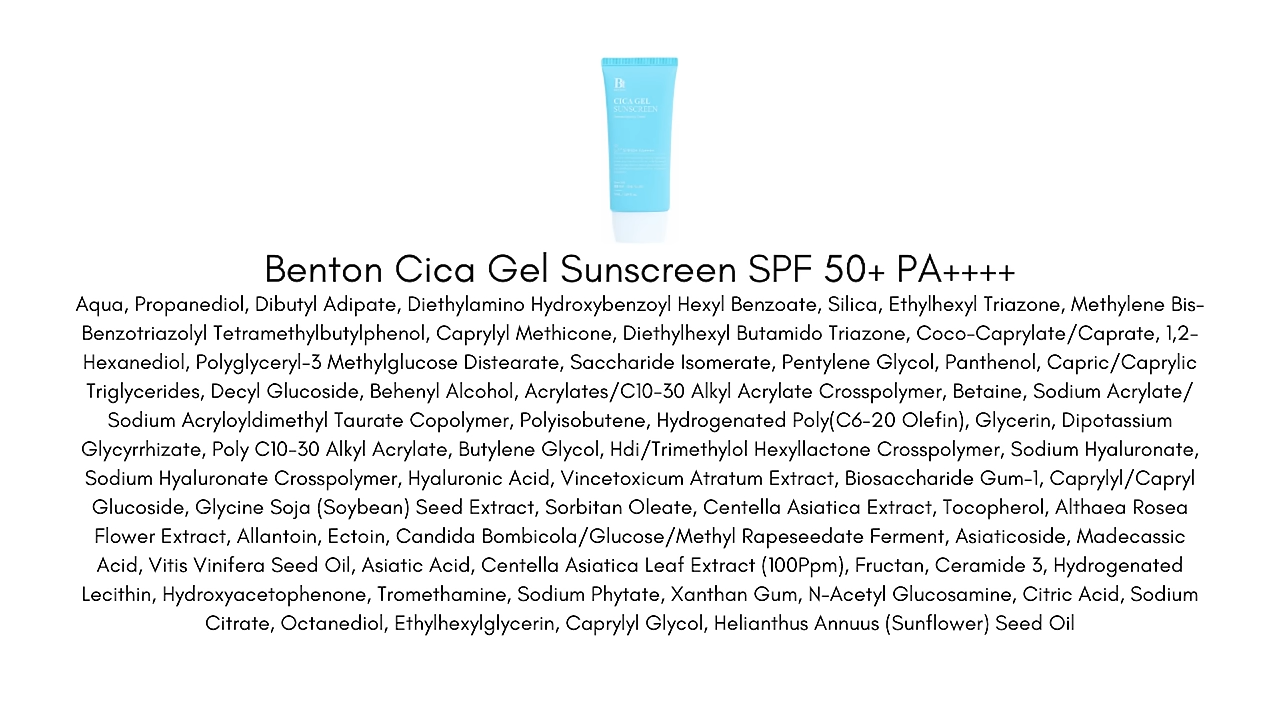 Bt
CICA GEL
SUNSCREEN
Benton Cica Gel Sunscreen SPF 50+ PA++++
Aqua, Propanediol, Dibutyl Adipate, Diethylamino Hydroxybenzoyl Hexyl Benzoate, Silica, Ethylhexyl Triazone, Methylene Bis-
Benzotriazolyl Tetramethylbutylphenol, Caprylyl Methicone, Diethylhexyl Butamido Triazone, Coco-Caprylate/Caprate, 1,2-
Hexanediol, Polyglyceryl-3 Methylglucose Distearate, Saccharide Isomerate, Pentylene Glycol, Panthenol, Capric/Caprylic
Triglycerides, Decyl Glucoside, Behenyl Alcohol, Acrylates/C10-30 Alkyl Acrylate Crosspolymer, Betaine, Sodium Acrylate/
Sodium Acryloyldimethyl Taurate Copolymer, Polyisobutene, Hydrogenated Poly(C6-20 Olefin), Glycerin, Dipotassium
Glycyrrhizate, Poly C10-30 Alkyl Acrylate, Butylene Glycol, Hdi/Trimethylol Hexyllactone Crosspolymer, Sodium Hyaluronate,
Sodium Hyaluronate Crosspolymer, Hyaluronic Acid, Vincetoxicum Atratum Extract, Biosaccharide Gum-1, Caprylyl/Capryl
Glucoside, Glycine Soja (Soybean) Seed Extract, Sorbitan Oleate, Centella Asiatica Extract, Tocopherol, Althaea Rosea
Flower Extract, Allantoin, Ectoin, Candida Bombicola/Glucose/Methyl Rapeseedate Ferment, Asiaticoside, Madecassic
Acid, Vitis Vinifera Seed Oil, Asiatic Acid, Centella Asiatica Leaf Extract (100Ppm), Fructan, Ceramide 3, Hydrogenated
Lecithin, Hydroxyacetophenone, Tromethamine, Sodium Phytate, Xanthan Gum, N-Acetyl Glucosamine, Citric Acid, Sodium
Citrate, Octanediol, Ethylhexylglycerin, Caprylyl Glycol, Helianthus Annuus (Sunflower) Seed Oil